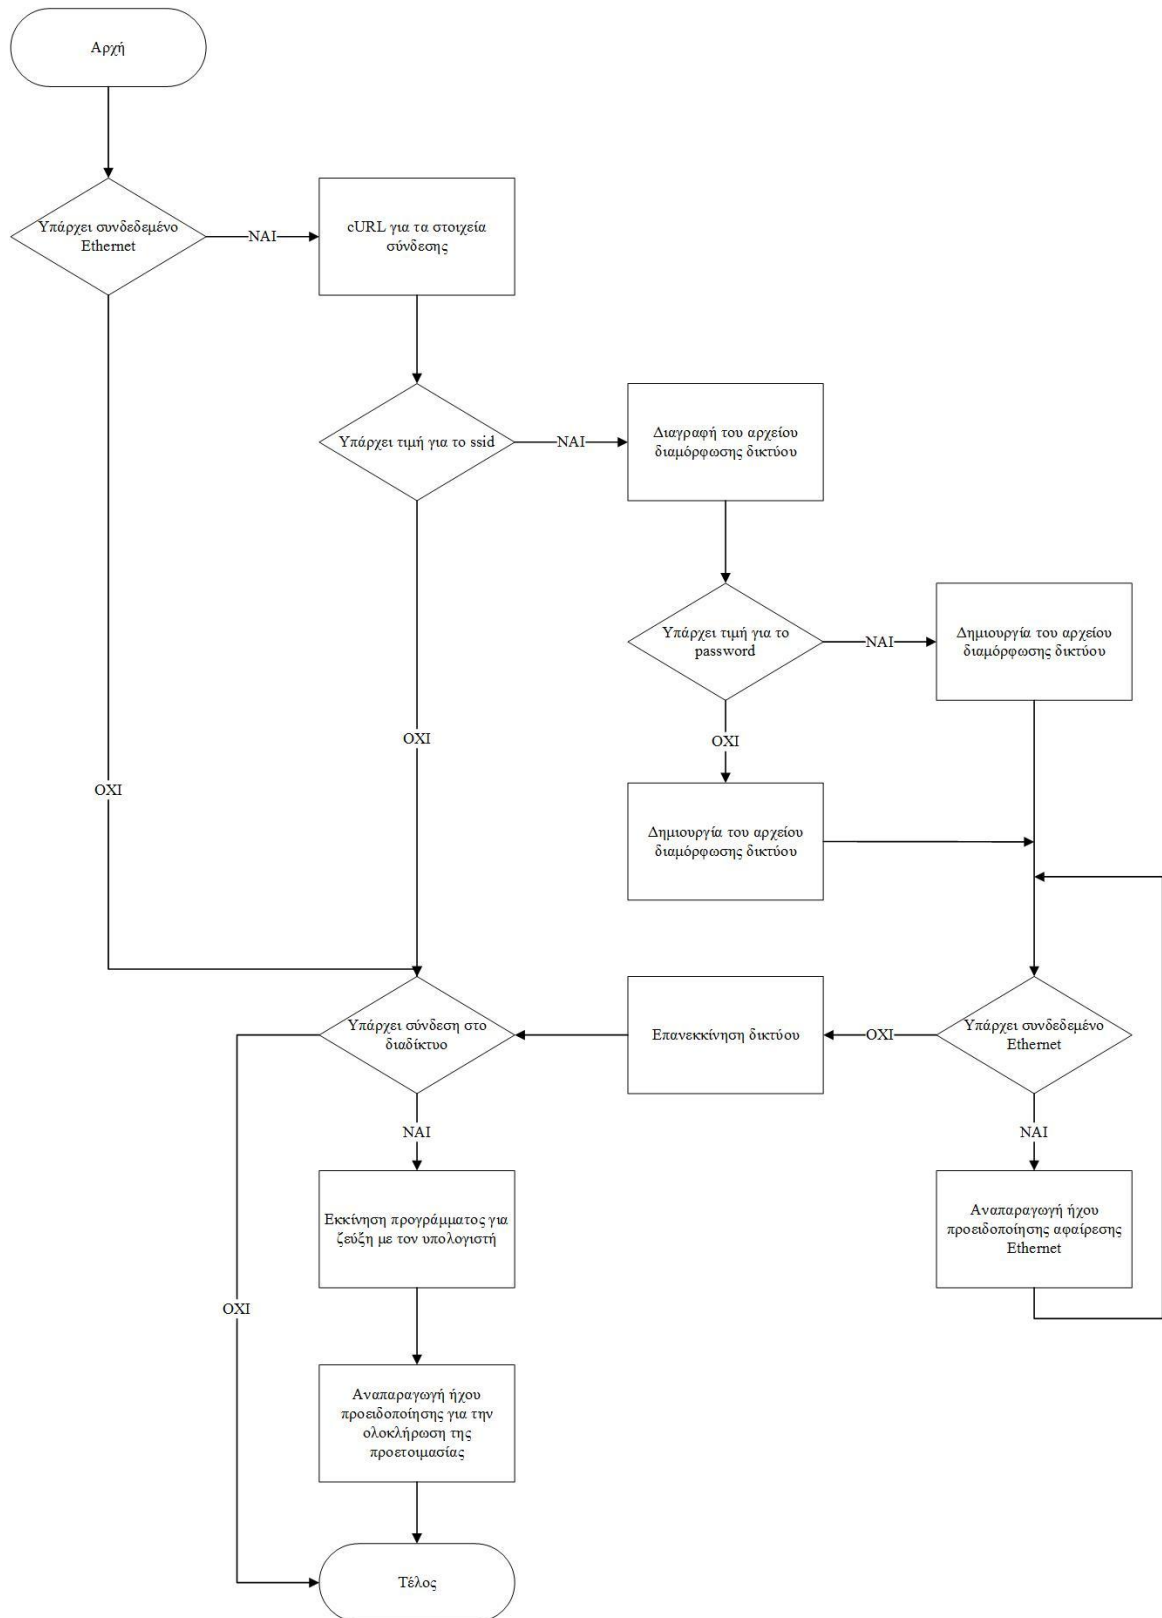 Αρχή
Υπάρχει συνδεδεμένο
Ethernet
ΝΑΙ
cURL για τα στοιχεία
σύνδεσης
Υπάρχει τιμή για το ssid
ΝΑΙ
Διαγραφή του αρχείου
διαμόρφωσης δικτύου
Υπάρχει τιμή για το
password
ΝΑΙ
Δημιουργία του αρχείου
διαμόρφωσης δικτύου
ΟΧΙ
ΟΧΙ
ΟΧΙ
Δημιουργία του αρχείου
διαμόρφωσης δικτύου
Υπάρχει σύνδεση στο
διαδίκτυο
Επανεκκίνηση δικτύου
ΟΧΙ
Υπάρχει συνδεδεμένο
Ethernet
ΝΑΙ
ΝΑΙ
Εκκίνηση προγράμματος για
ζεύξη με τον υπολογιστή
Αναπαραγωγή ήχου
προειδοποίησης αφαίρεσης
Ethernet
ΟΧΙ
Αναπαραγωγή ήχου
προειδοποίησης για την
ολοκλήρωση της
προετοιμασίας
Τέλος